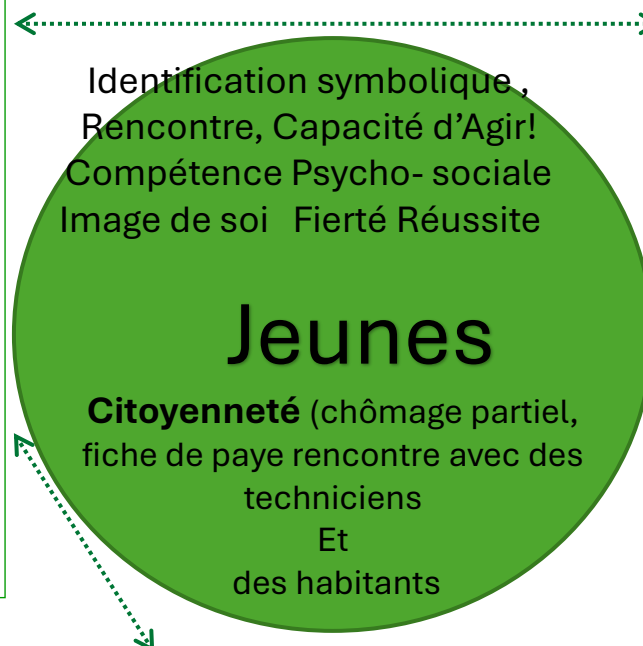 Identification symbolique ,
Rencontre, Capacité d’Agir!
Compétence Psycho- sociale
Image de soi  Fierté Réussite
Jeunes
Citoyenneté (chômage partiel,
fiche de paye rencontre avec des
techniciens
Et
des habitants